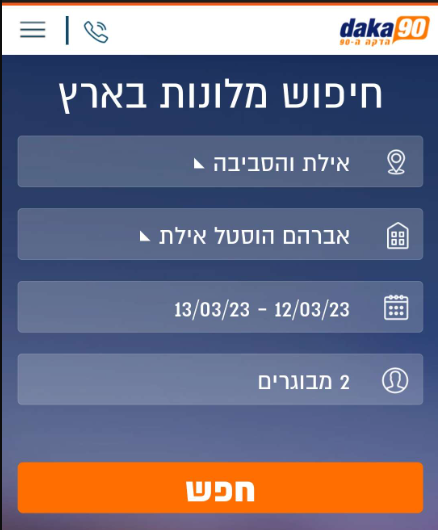 daka90
הדקה ה-90
חיפוש מלונות בארץ
אילת והסביבה
אברהם הוסטל אילת
12/03/23 - 13/03/23
2 מבוגרים
חפש